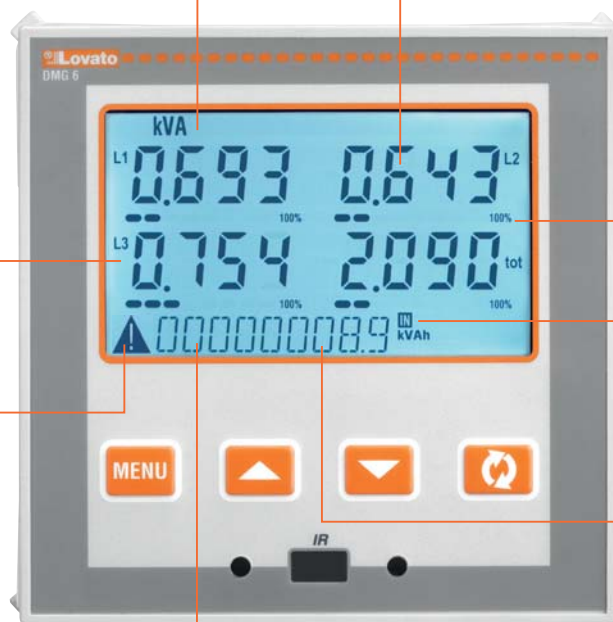 Lovato
DMG 6
kVA
L1 0.693 0.643 L2
100% 100%
L3 0.754 2.090 tot
100% 100%
00000008.9 IN kVAh
MENU
IR